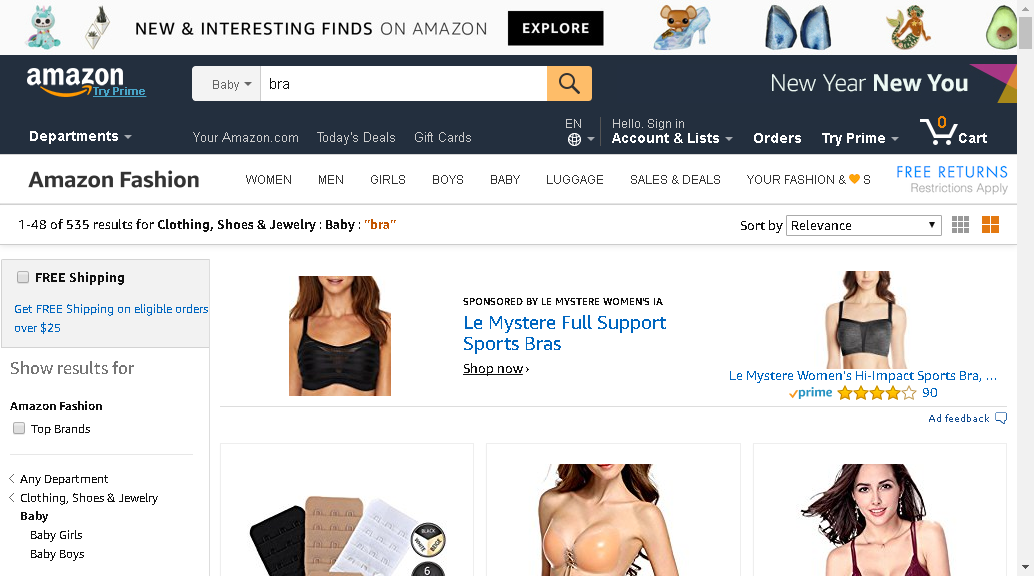 NEW & INTERESTING FINDS ON AMAZON EXPLORE
amazon
Try Prime
Baby
bra
New Year New You
Departments
Your Amazon.com Today's Deals Gift Cards
EN
Hello. Sign in
Account & Lists
Orders
Try Prime
0
Cart
Amazon Fashion
WOMEN MEN GIRLS BOYS BABY LUGGAGE SALES & DEALS YOUR FASHION & S
FREE RETURNS
Restrictions Apply
1-48 of 535 results for Clothing, Shoes & Jewelry : Baby : "bra"
Sort by Relevance
FREE Shipping
Get FREE Shipping on eligible orders
over $25
Show results for
Amazon Fashion
Top Brands
Any Department
Clothing, Shoes & Jewelry
Baby
Baby Girls
Baby Boys
SPONSORED BY LE MYSTERE WOMEN'S IA
Le Mystere Full Support
Sports Bras
Shop now ›
Le Mystere Women's Hi-Impact Sports Bra, ...
prime 90
Ad feedback
BLACK
WHITE
BEIGE
6